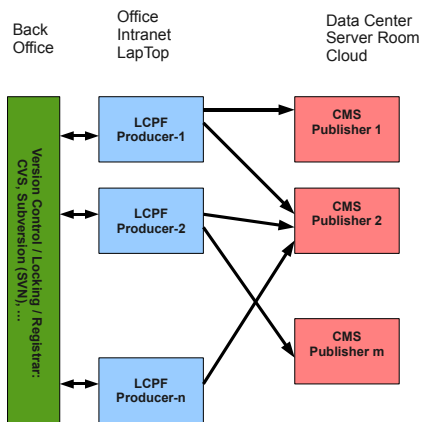 Back
Office
Office
Intranet
LapTop
Data Center
Server Room
Cloud
Version Control / Locking / Registrar:
CVS, Subversion (SVN), ...
LCPF
Producer-1
CMS
Publisher 1
LCPF
Producer-2
CMS
Publisher 2
CMS
Publisher m
LCPF
Producer-n